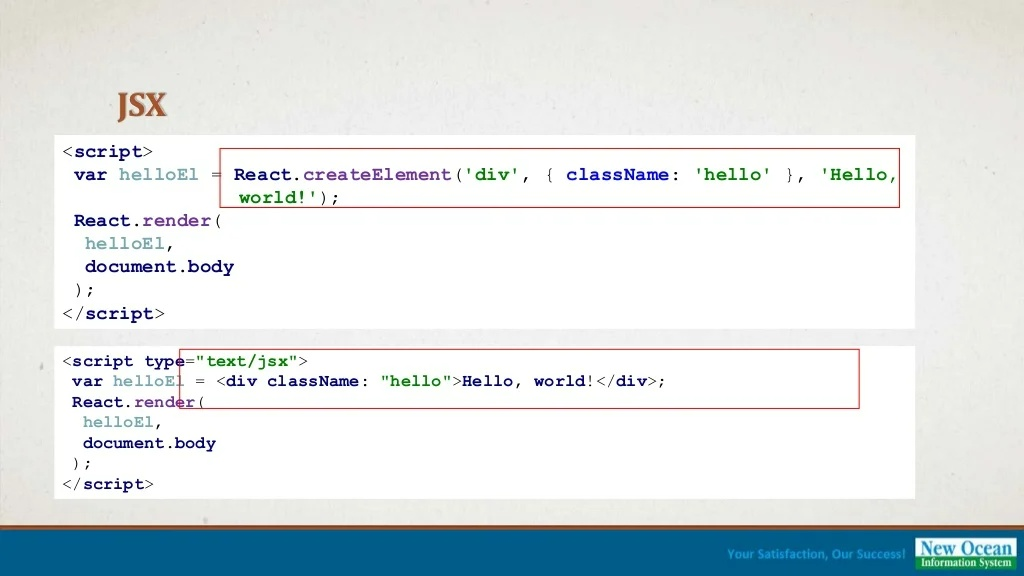 JSX
<script>
var helloEl = React.createElement('div', { className: 'hello' }, 'Hello,
world!');
React.render(
helloEl,
document.body
);
</script>
<script type="text/jsx">
var helloEl = <div className: "hello">Hello, world!</div>;
React.render(
helloEl,
document.body
);
</script>
Your Satisfaction, Our Success!
New Ocean
Information System